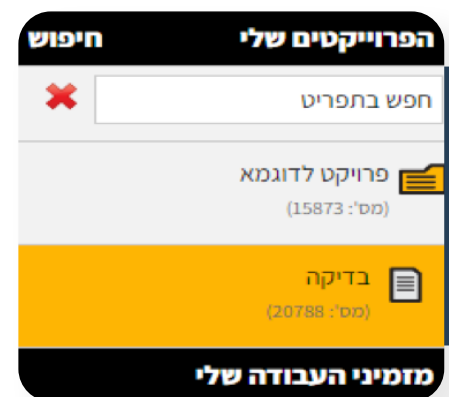 הפרוייקטים שלי חיפוש
חפש בתפריט
פרויקט לדוגמא
(מס': 15873)
בדיקה
(מס': 20788)
מזמיני העבודה שלי